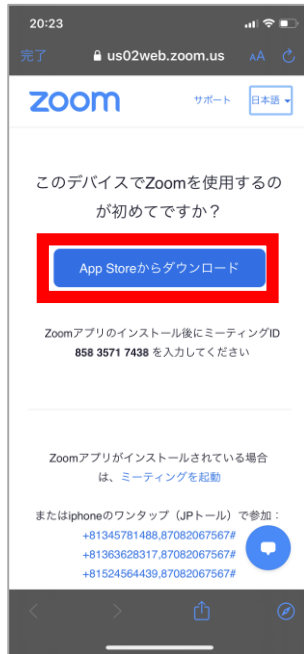 20:23
完了 us02web.zoom.us AA
zoom サポート 日本語
このデバイスでZoomを使用するの
が初めてですか？
App Storeからダウンロード
Zoomアプリのインストール後にミーティングID
858 3571 7438 を入力してください
Zoomアプリがインストールされている場合
は、ミーティングを起動
またはiphoneのワンタップ（JPトール）で参加：
+81345781488,87082067567#
+81363628317,87082067567#
+81524564439,87082067567#